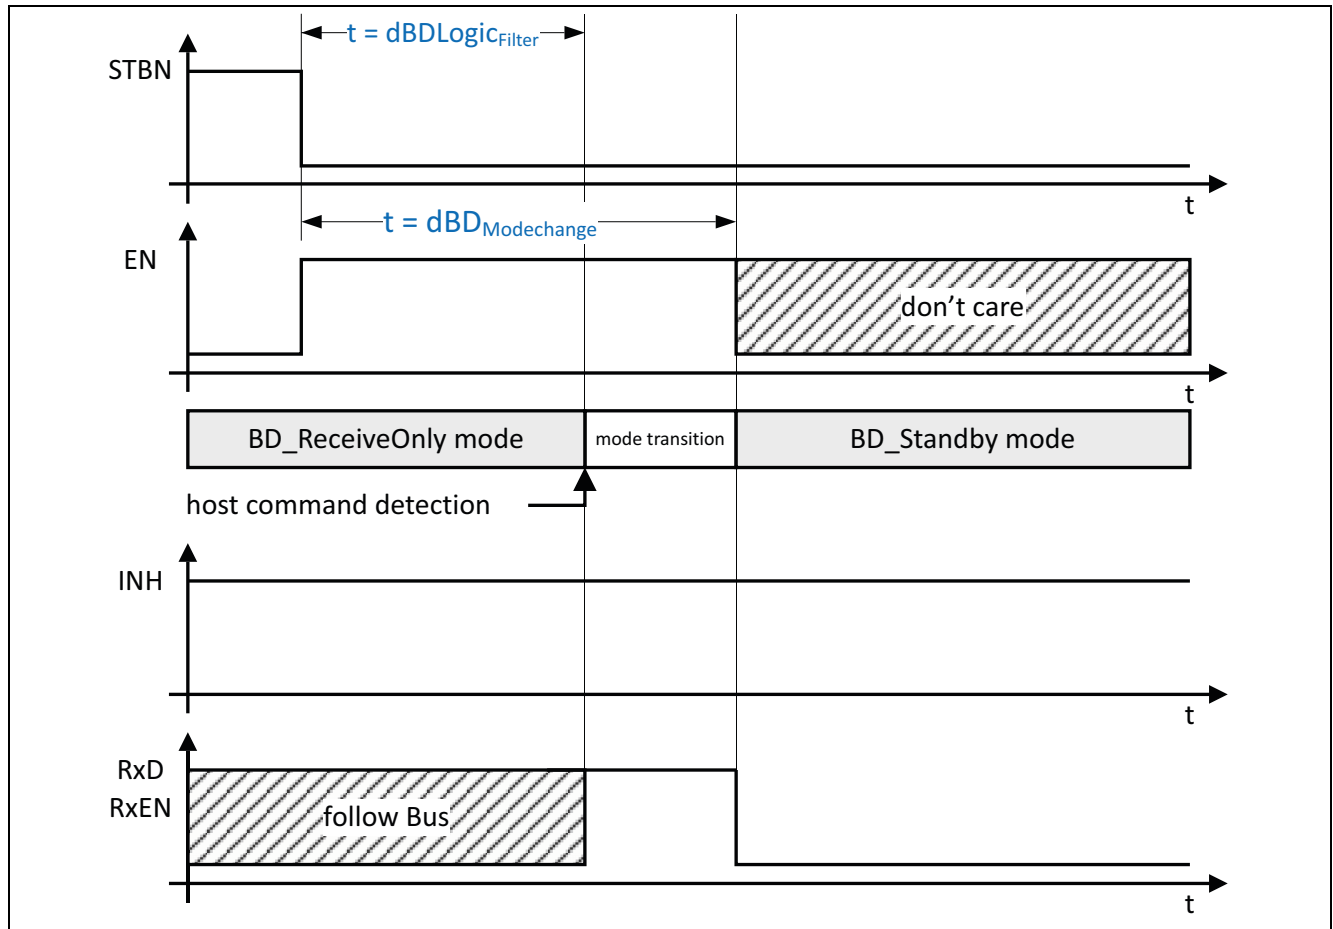 t = dBDLogicFilter
STBN
t
t = dBDModechange
EN
don't care
t
BD_ReceiveOnly mode
mode transition
BD_Standby mode
host command detection
INH
t
RxD
RxEN
follow Bus
t